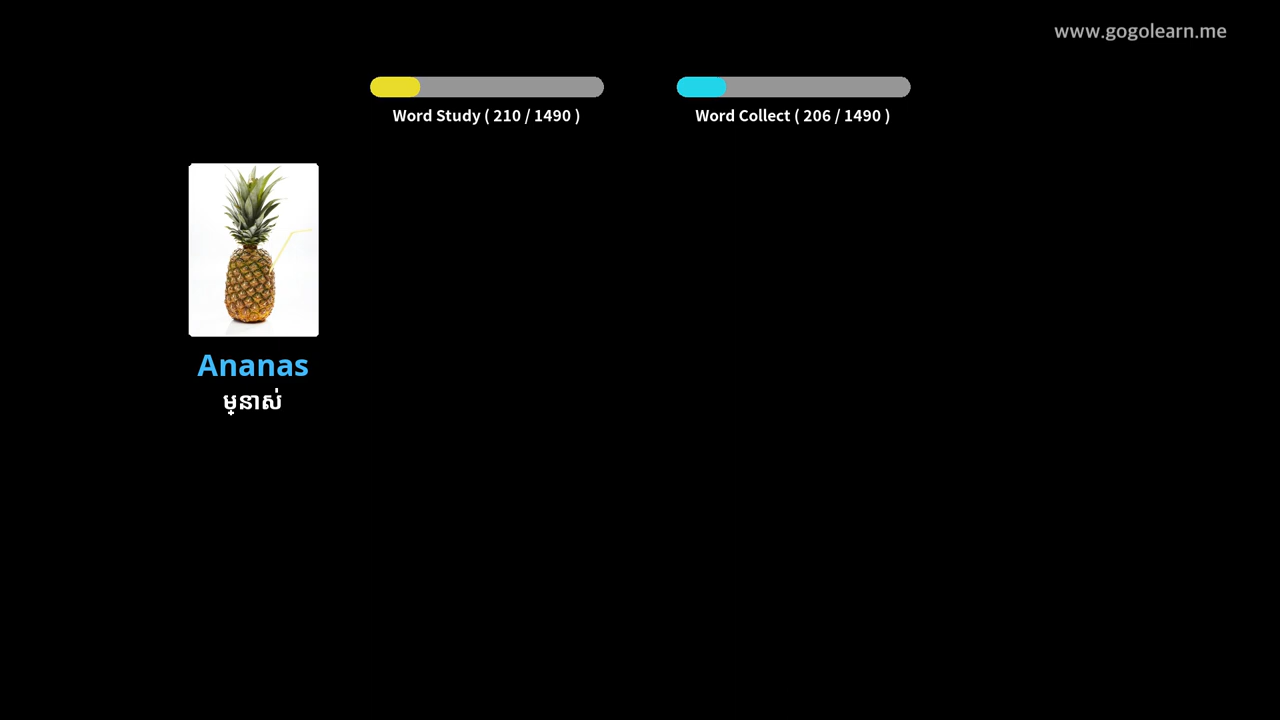 www.gogolearn.me
Word Study ( 210 / 1490 )
Word Collect ( 206 / 1490 )
Ananas
ម្នាស់